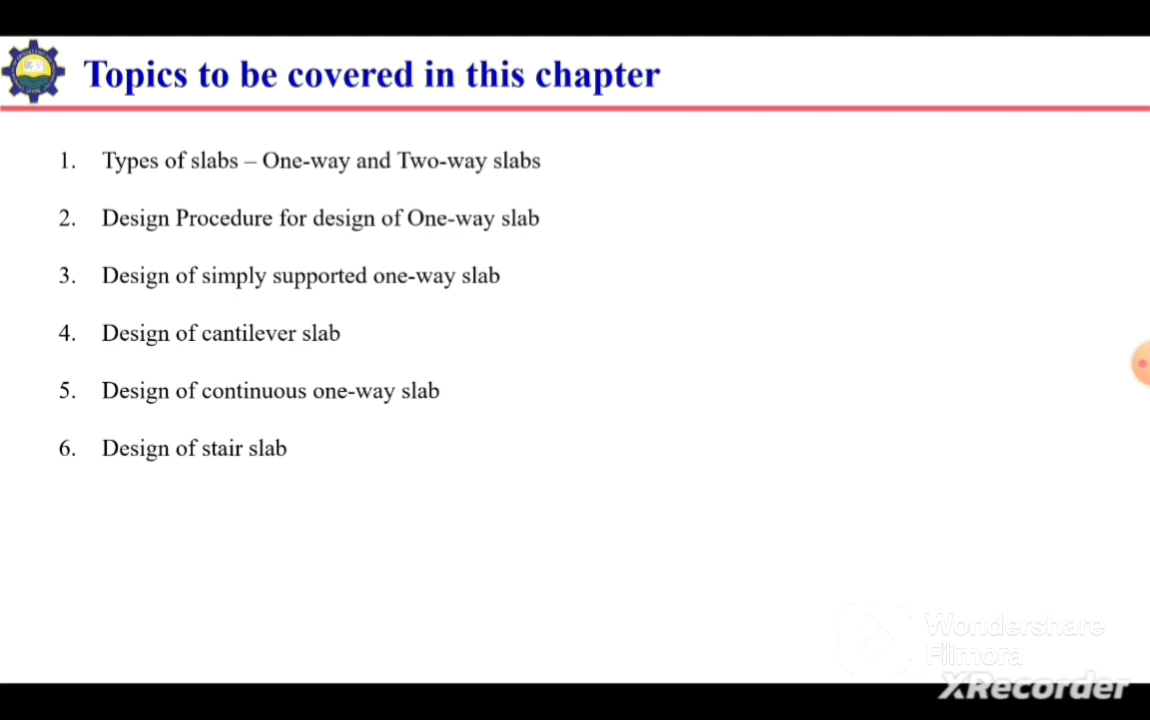 Topics to be covered in this chapter
1. Types of slabs – One-way and Two-way slabs
2. Design Procedure for design of One-way slab
3. Design of simply supported one-way slab
4. Design of cantilever slab
5. Design of continuous one-way slab
6. Design of stair slab
Wondershare
Filmora
XRecorder